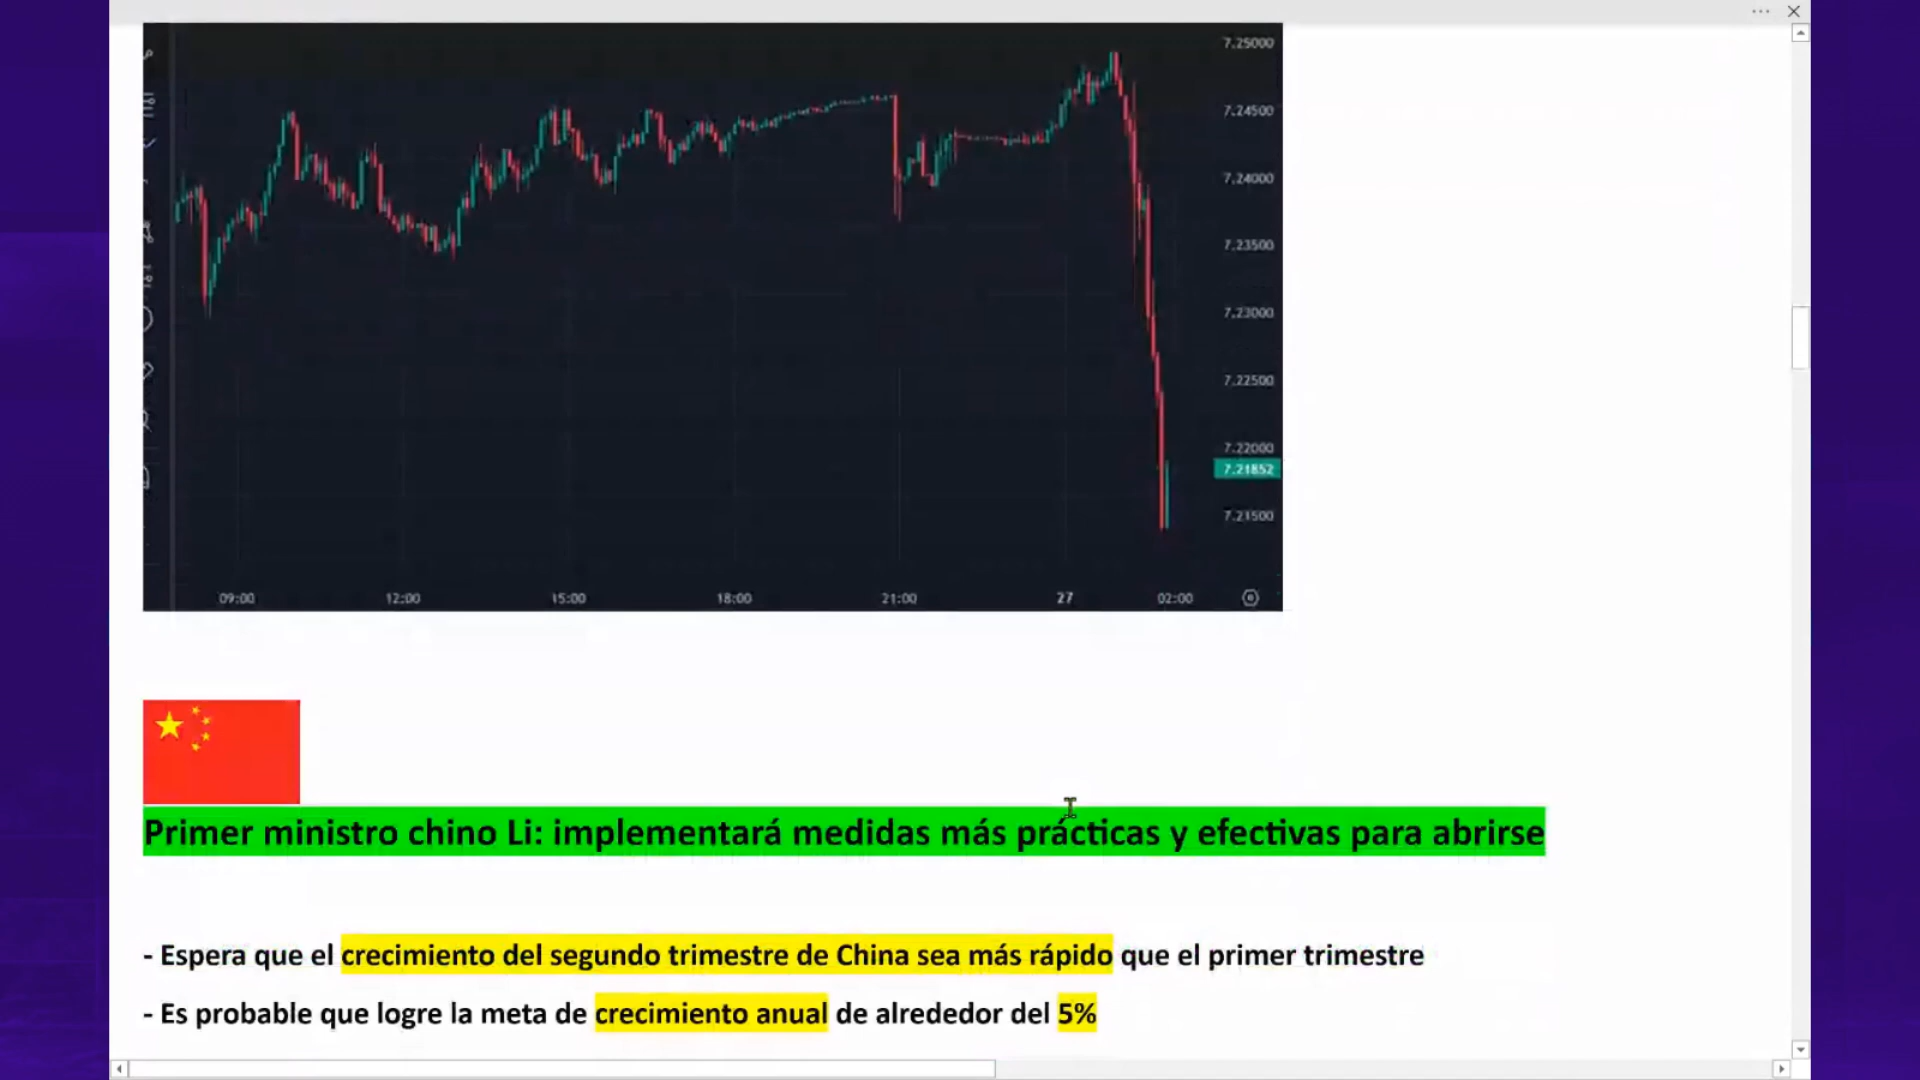 7.25000
7.24500
7.24000
7.23500
7.23000
7.22500
7.22000
7.21852
7.21500
09:00 12:00 15:00 18:00 21:00 27 02:00
Primer ministro chino Li: implementará medidas más prácticas y efectivas para abrirse
- Espera que el crecimiento del segundo trimestre de China sea más rápido que el primer trimestre
- Es probable que logre la meta de crecimiento anual de alrededor del 5%